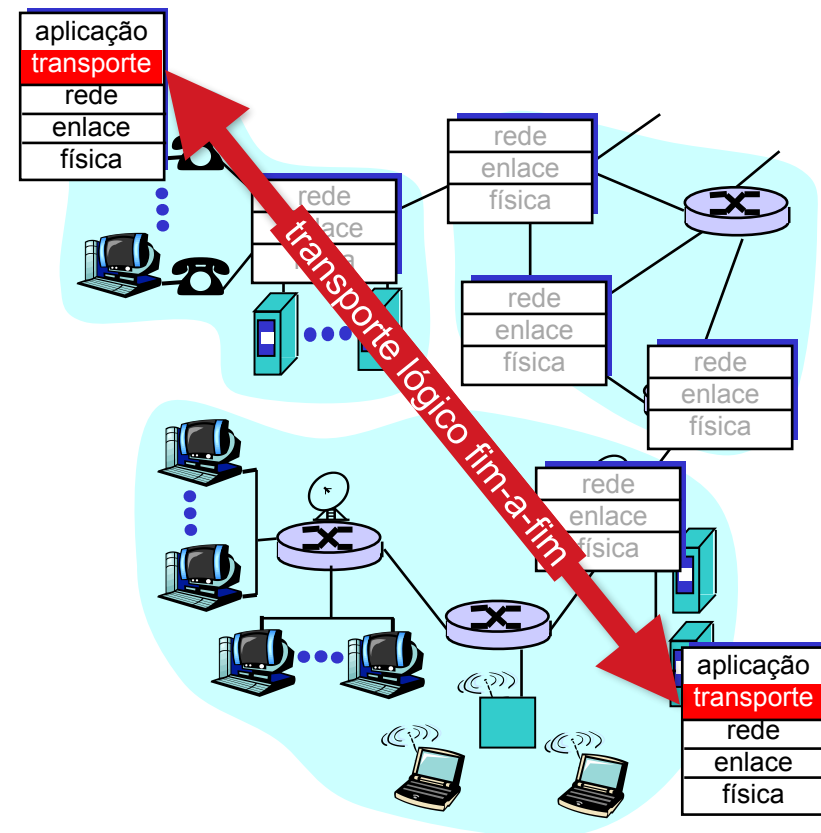 aplicação
transporte
rede
enlace
física
rede
enlace
física
rede
física
transporte lógico fim-a-fim
rede
enlace
física
rede
enlace
física
rede
enlace
física
aplicação
transporte
rede
enlace
física